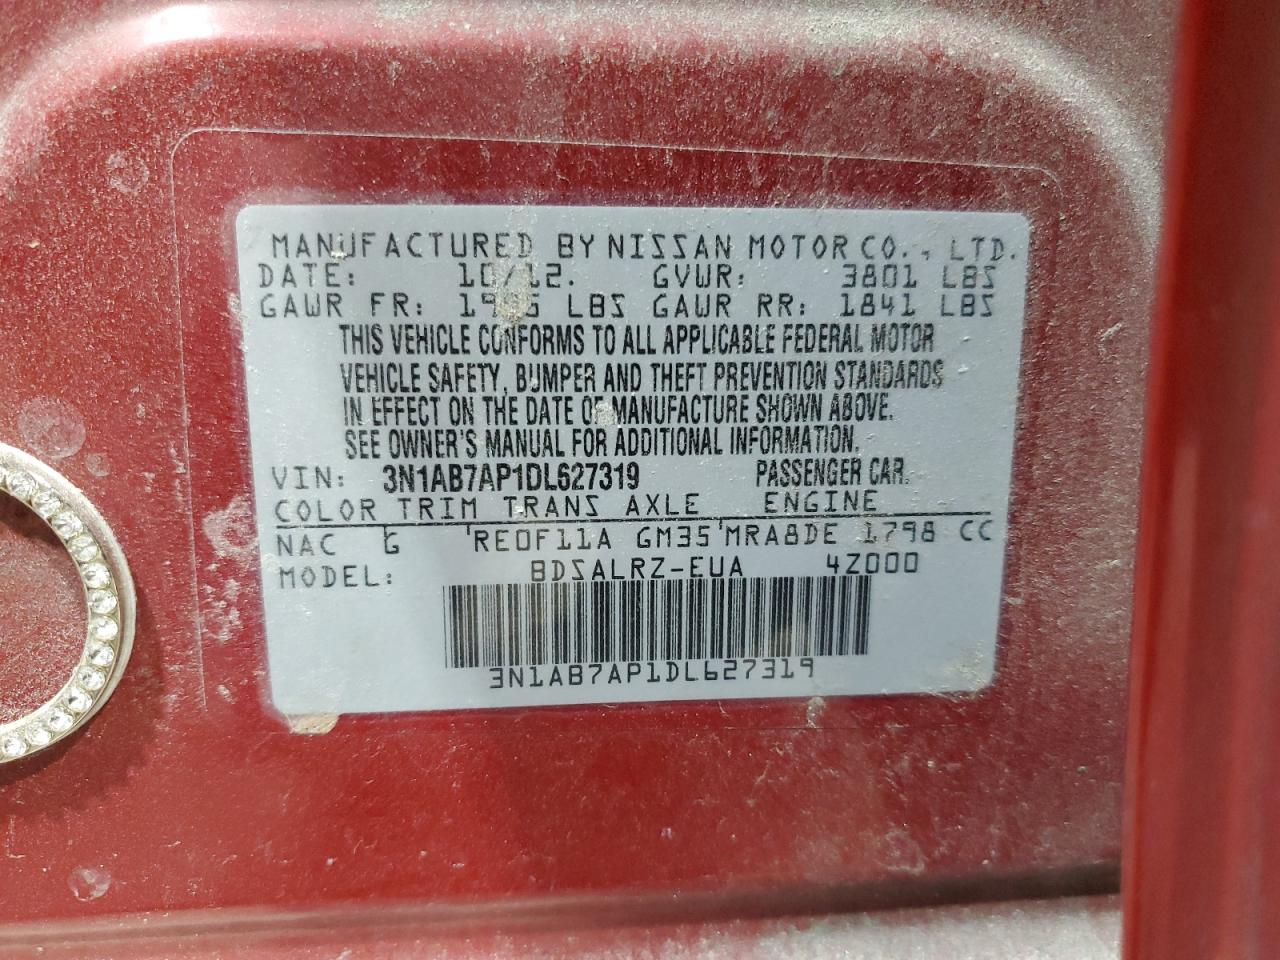 MANUFACTURED BY NISSAN MOTOR CO., LTD.
DATE: 10/12. GVWR: 3801 LBS
GAWR FR: LBS GAWR RR: 1841 LBS
THIS VEHICLE CONFORMS TO ALL APPLICABLE FEDERAL MOTOR
VEHICLE SAFETY, BUMPER AND THEFT PREVENTION STANDARDS
IN EFFECT ON THE DATE OF MANUFACTURE SHOWN ABOVE.
SEE OWNER'S MANUAL FOR ADDITIONAL INFORMATION.
VIN: 3N1AB7AP1DL627319 PASSENGER CAR.
COLOR TRIM TRANS AXLE ENGINE
NAC G RE0F11A GM35 MRA8DE 1798 CC
MODEL: BDSALRZ-EUA 4Z000
3N1AB7AP1DL627319